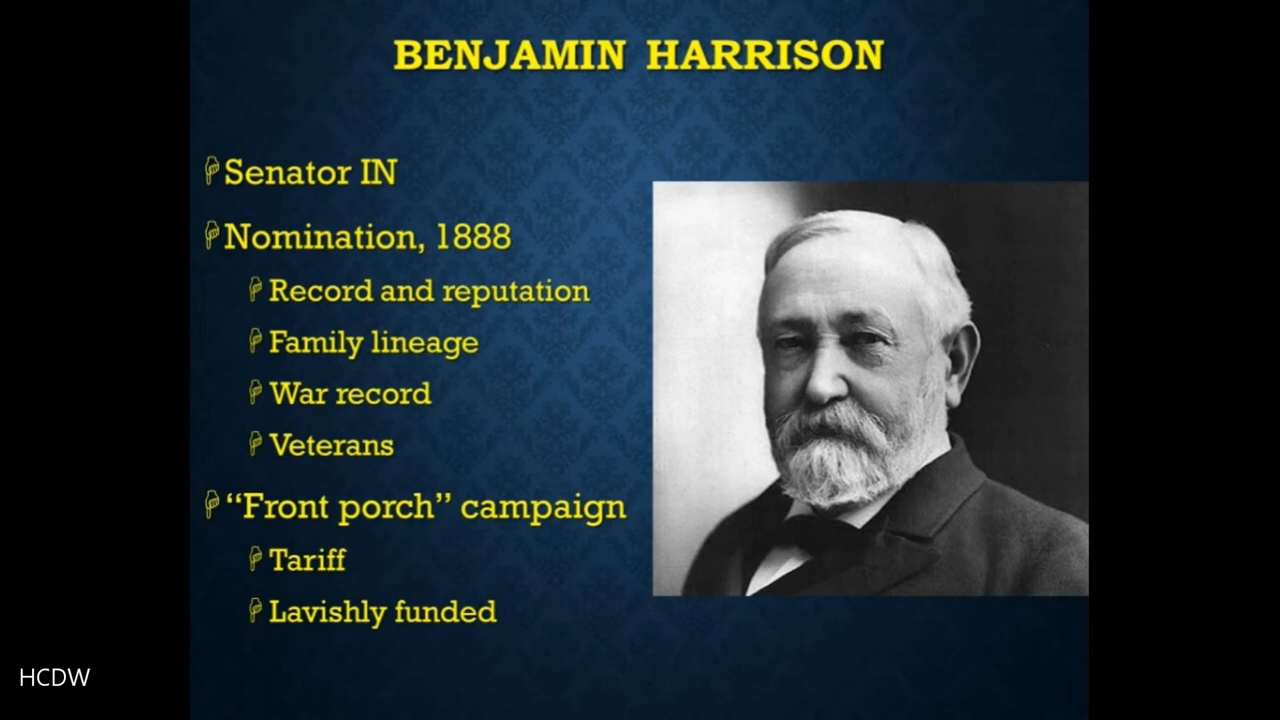 BENJAMIN HARRISON
Senator IN
Nomination, 1888
Record and reputation
Family lineage
War record
Veterans
“Front porch” campaign
Tariff
Lavishly funded
HCDW